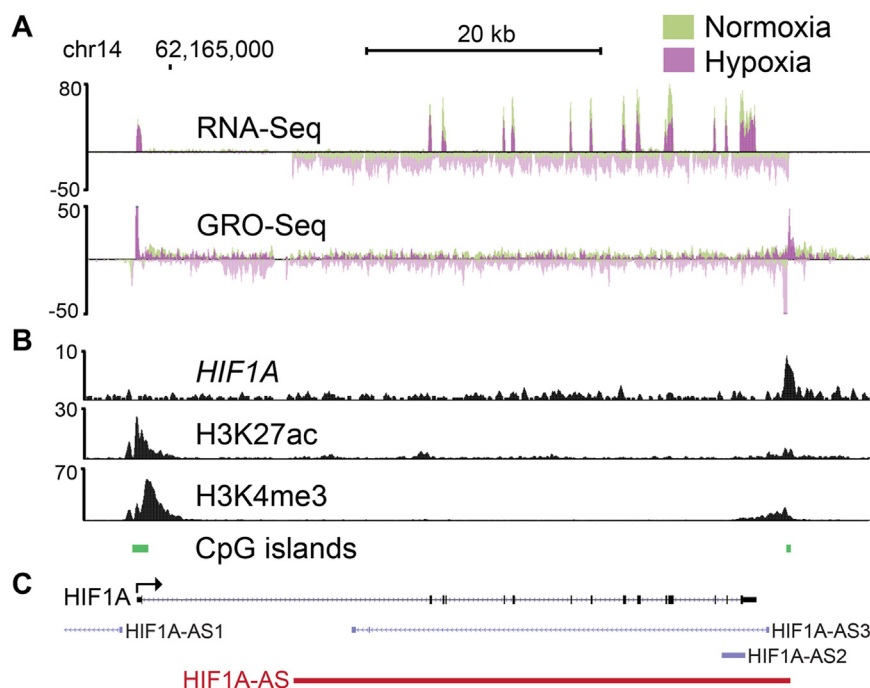 A
chr14 62,165,000 20 kb Normoxia
Hypoxia
80
RNA-Seq
-50
50
GRO-Seq
-50
B
10
HIF1A
30
H3K27ac
70
H3K4me3
CpG islands
C
HIF1A
HIF1A-AS1 HIF1A-AS3
HIF1A-AS2
HIF1A-AS